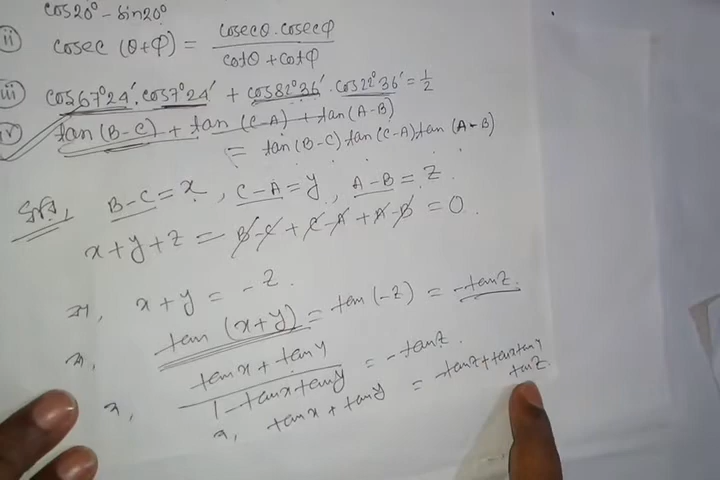 cos20° - sin20°
ii) cosec (θ+φ) = cosecθ . cosecφ / cotθ + cotφ
iii) cos67°24′. cos7°24′ + cos82°36′. cos22°36′ = 1/2
iv) tan (B-C) + tan (C-A) + tan (A-B)
= tan (B-C) tan (C-A) tan (A-B)
B-C = x, C-A = y, A-B = z.
x + y + z = B-C + C-A + A-B = 0.
বা, x + y = -z.
বা, tan (x+y) = tan (-z) = -tanz.
বা, tanx + tany / 1 - tanx tany = -tanz.
বা, tanx + tany = -tanz + tanx tany tanz.